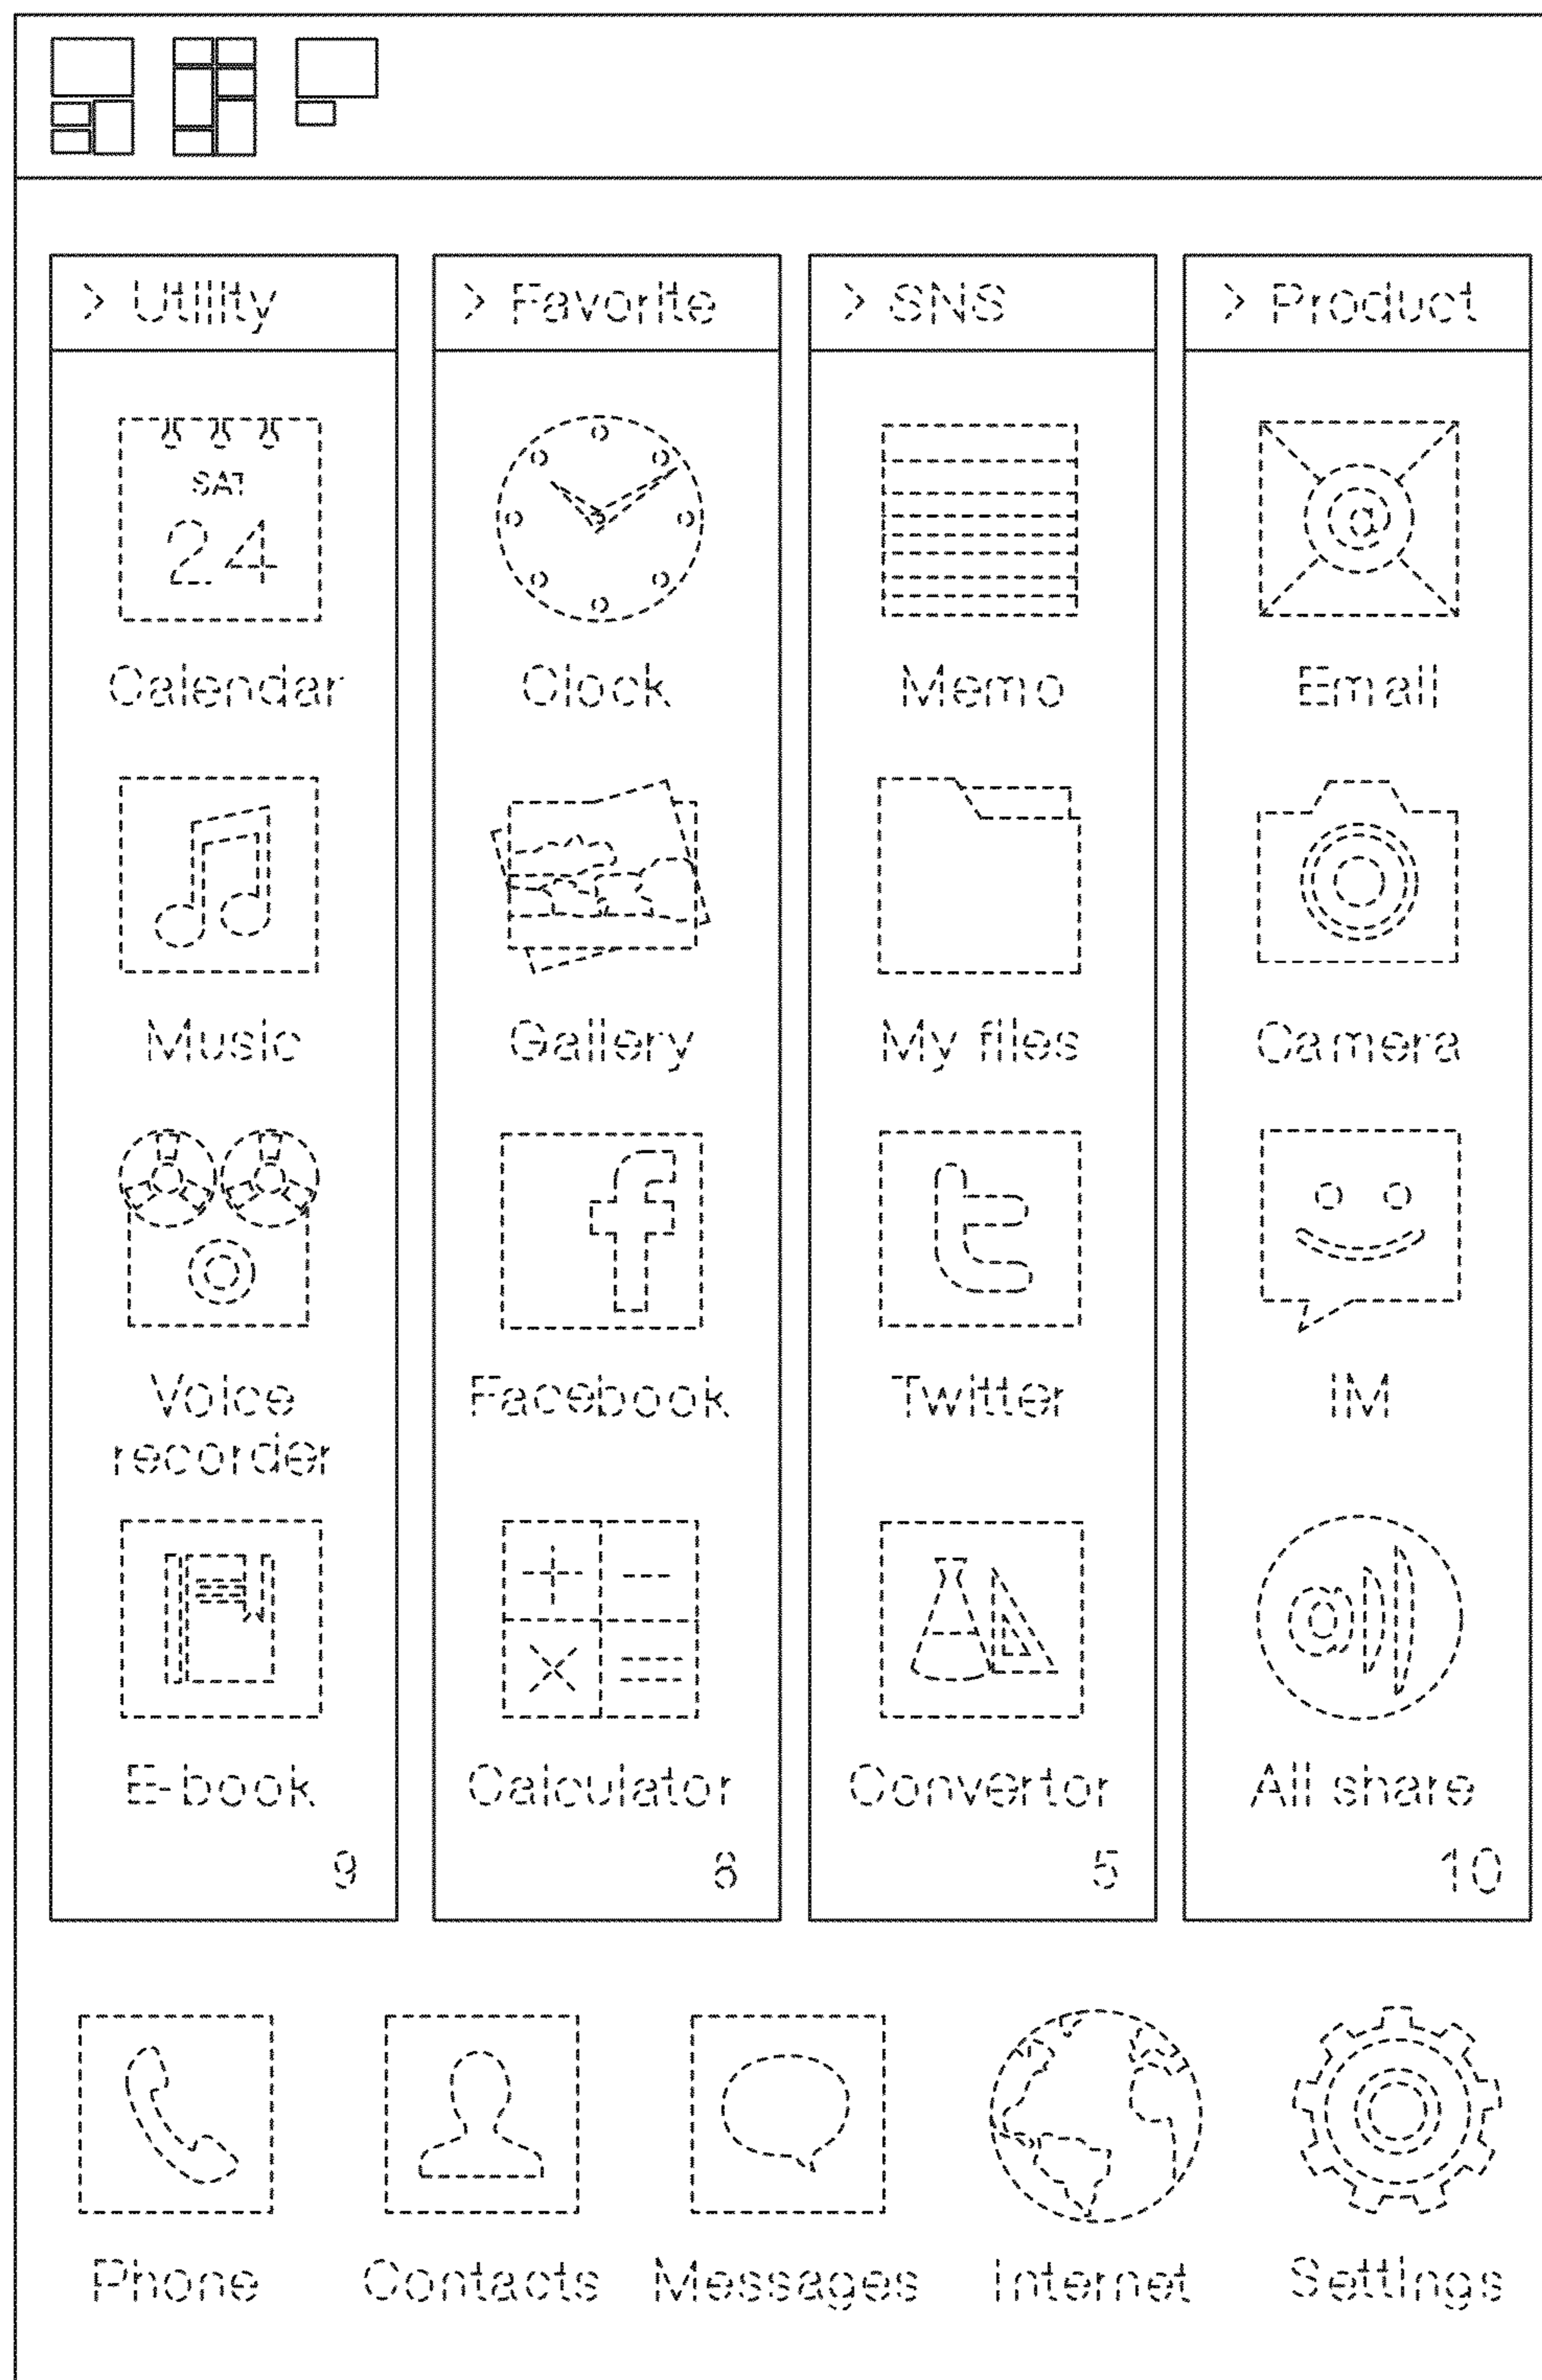 > Utility
> Favorite
> SNS
> Product
SAT
24
Calendar
Clock
Memo
Email
Music
Gallery
My files
Camera
f
t
Voice
recorder
Facebook
Twitter
IM
E-book
Calculator
Convertor
All share
9
8
5
10
Phone
Contacts
Messages
Internet
Settings